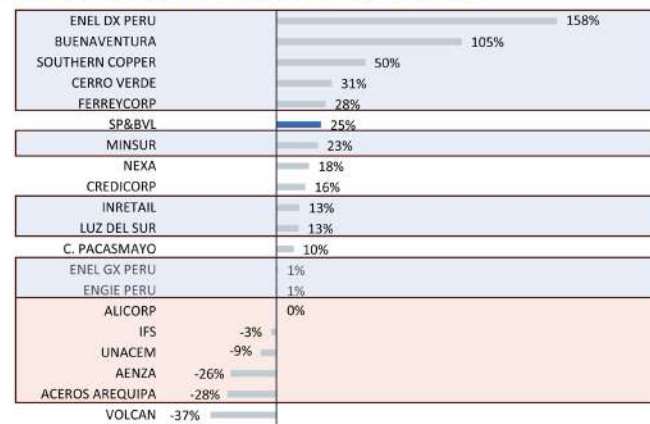 ENEL DX PERU 158%
BUENAVENTURA 105%
SOUTHERN COPPER 50%
CERRO VERDE 31%
FERREYCORP 28%
SP&BVL 25%
MINSUR 23%
NEXA 18%
CREDICORP 16%
INRETAIL 13%
LUZ DEL SUR 13%
C. PACASMAYO 10%
ENEL GX PERU 1%
ENGIE PERU 1%
ALICORP 0%
IFS -3%
UNACEM -9%
AENZA -26%
ACEROS AREQUIPA -28%
VOLCAN -37%